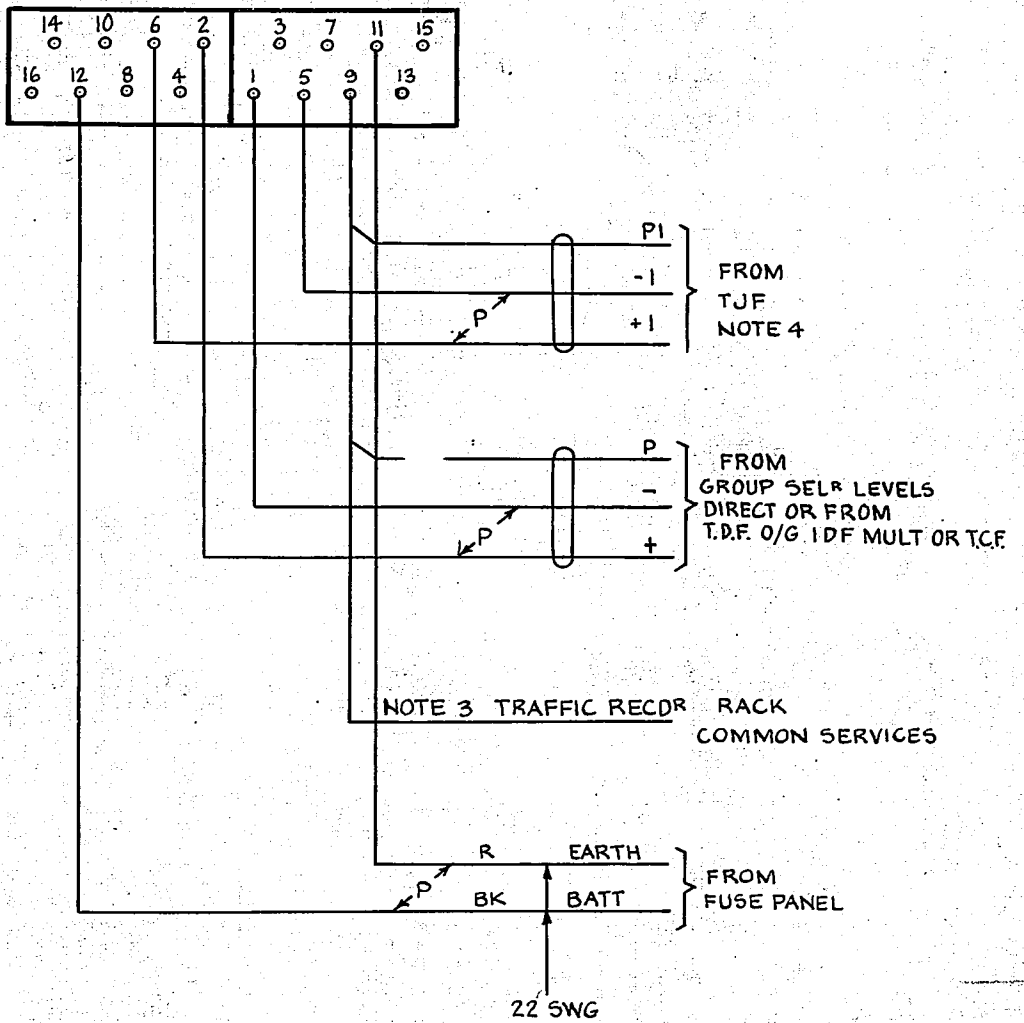 14 10 6 2 3 7 11 15
16 12 8 4 1 5 9 13
P1
-1
P
+1
FROM
TJF
NOTE 4
P
-
P
+
FROM
GROUP SELR LEVELS
DIRECT OR FROM
T.D.F. O/G IDF MULT OR T.C.F.
NOTE 3 TRAFFIC RECDR RACK
COMMON SERVICES
R EARTH
P
BK BATT
FROM
FUSE PANEL
22 SWG